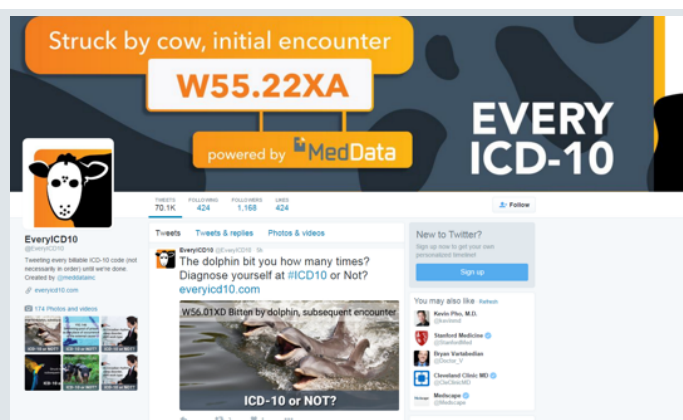 Struck by cow, initial encounter
W55.22XA
powered by MedData
EVERY
ICD-10
TWEETS FOLLOWING FOLLOWERS LIKES
70.1K 424 1,168 424
Follow
EveryICD10
@EveryICD10
Tweeting every billable ICD-10 code (not
necessarily in order) until we're done.
Created by @meddatainc
everyicd10.com
174 Photos and videos
ICD-10 or NOT?
Tweets Tweets & replies Photos & videos
EveryICD10 @EveryICD10 5h
The dolphin bit you how many times?
Diagnose yourself at #ICD10 or Not?
everyicd10.com
W56.01XD Bitten by dolphin, subsequent encounter
ICD-10 or NOT?
New to Twitter?
Sign up now to get your own
personalized timeline!
Sign up
You may also like Refresh
Kevin Pho, M.D.
@kevinmd
Stanford Medicine
@StanfordMed
Bryan Vartabedian
@Doctor_V
Cleveland Clinic MD
@CleClinicMD
Medscape
@Medscape